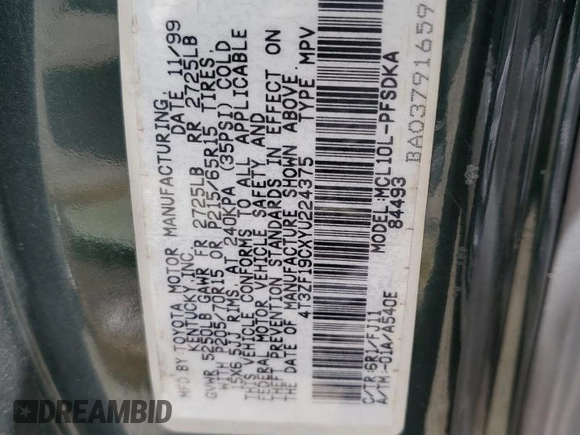 MFD BY TOYOTA MOTOR MANUFACTURING,
KENTUCKY, INC. DATE 11/99
GVWR 5250LB GAWR FR 2725LB RR 2725LB
WITH P205/70R15 OR P215/65R15 TIRES,
15X6.5JJ RIMS, AT 240KPA (35PSI) COLD
THIS VEHICLE CONFORMS TO ALL APPLICABLE
FEDERAL MOTOR VEHICLE SAFETY AND
THEFT PREVENTION STANDARDS IN EFFECT ON
THE DATE OF MANUFACTURE SHOWN ABOVE.
4T3ZF19CXYU224375 TYPE MPV
MODEL:MCL10L-PFSDKA
84493
C/TR:6R1/FJ11
A/TM:-01A/A540E
BA03791659
DREAMBID